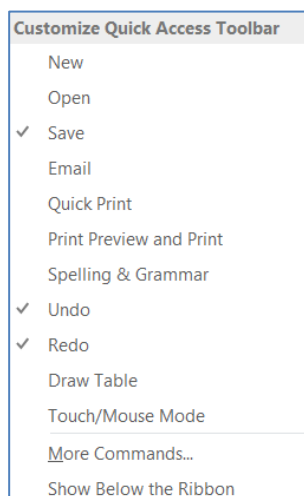 Customize Quick Access Toolbar
New
Open
Save
Email
Quick Print
Print Preview and Print
Spelling & Grammar
Undo
Redo
Draw Table
Touch/Mouse Mode
More Commands...
Show Below the Ribbon